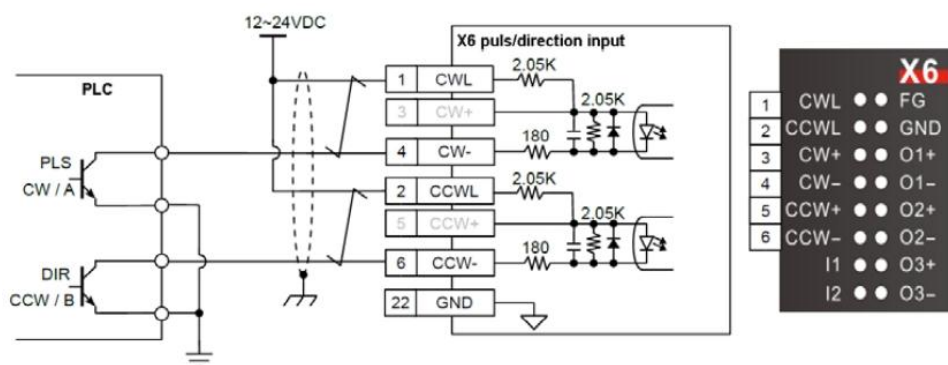 12~24VDC
PLC
PLS
CW / A
DIR
CCW / B
X6 puls/direction input
1 CWL 2.05K
3 CW+ 2.05K
4 CW- 180
2 CCWL 2.05K
5 CCW+ 2.05K
6 CCW- 180
22 GND
X6
1 CWL FG
2 CCWL GND
3 CW+ O1+
4 CW– O1–
5 CCW+ O2+
6 CCW– O2–
I1 O3+
I2 O3–